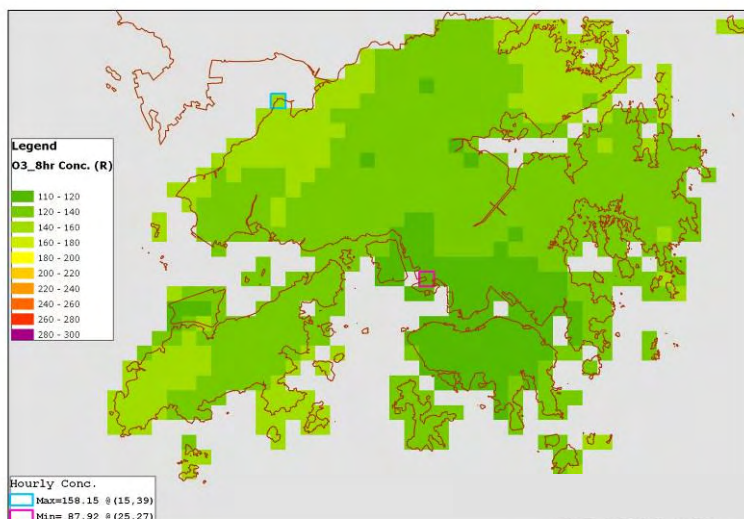 Legend
O3_8hr Conc. (R)
110 - 120
120 - 140
140 - 160
160 - 180
180 - 200
200 - 220
220 - 240
240 - 260
260 - 280
280 - 300
Hourly Conc.
Max=158.15 @(15,39)
Min= 87.92 @(25,27)